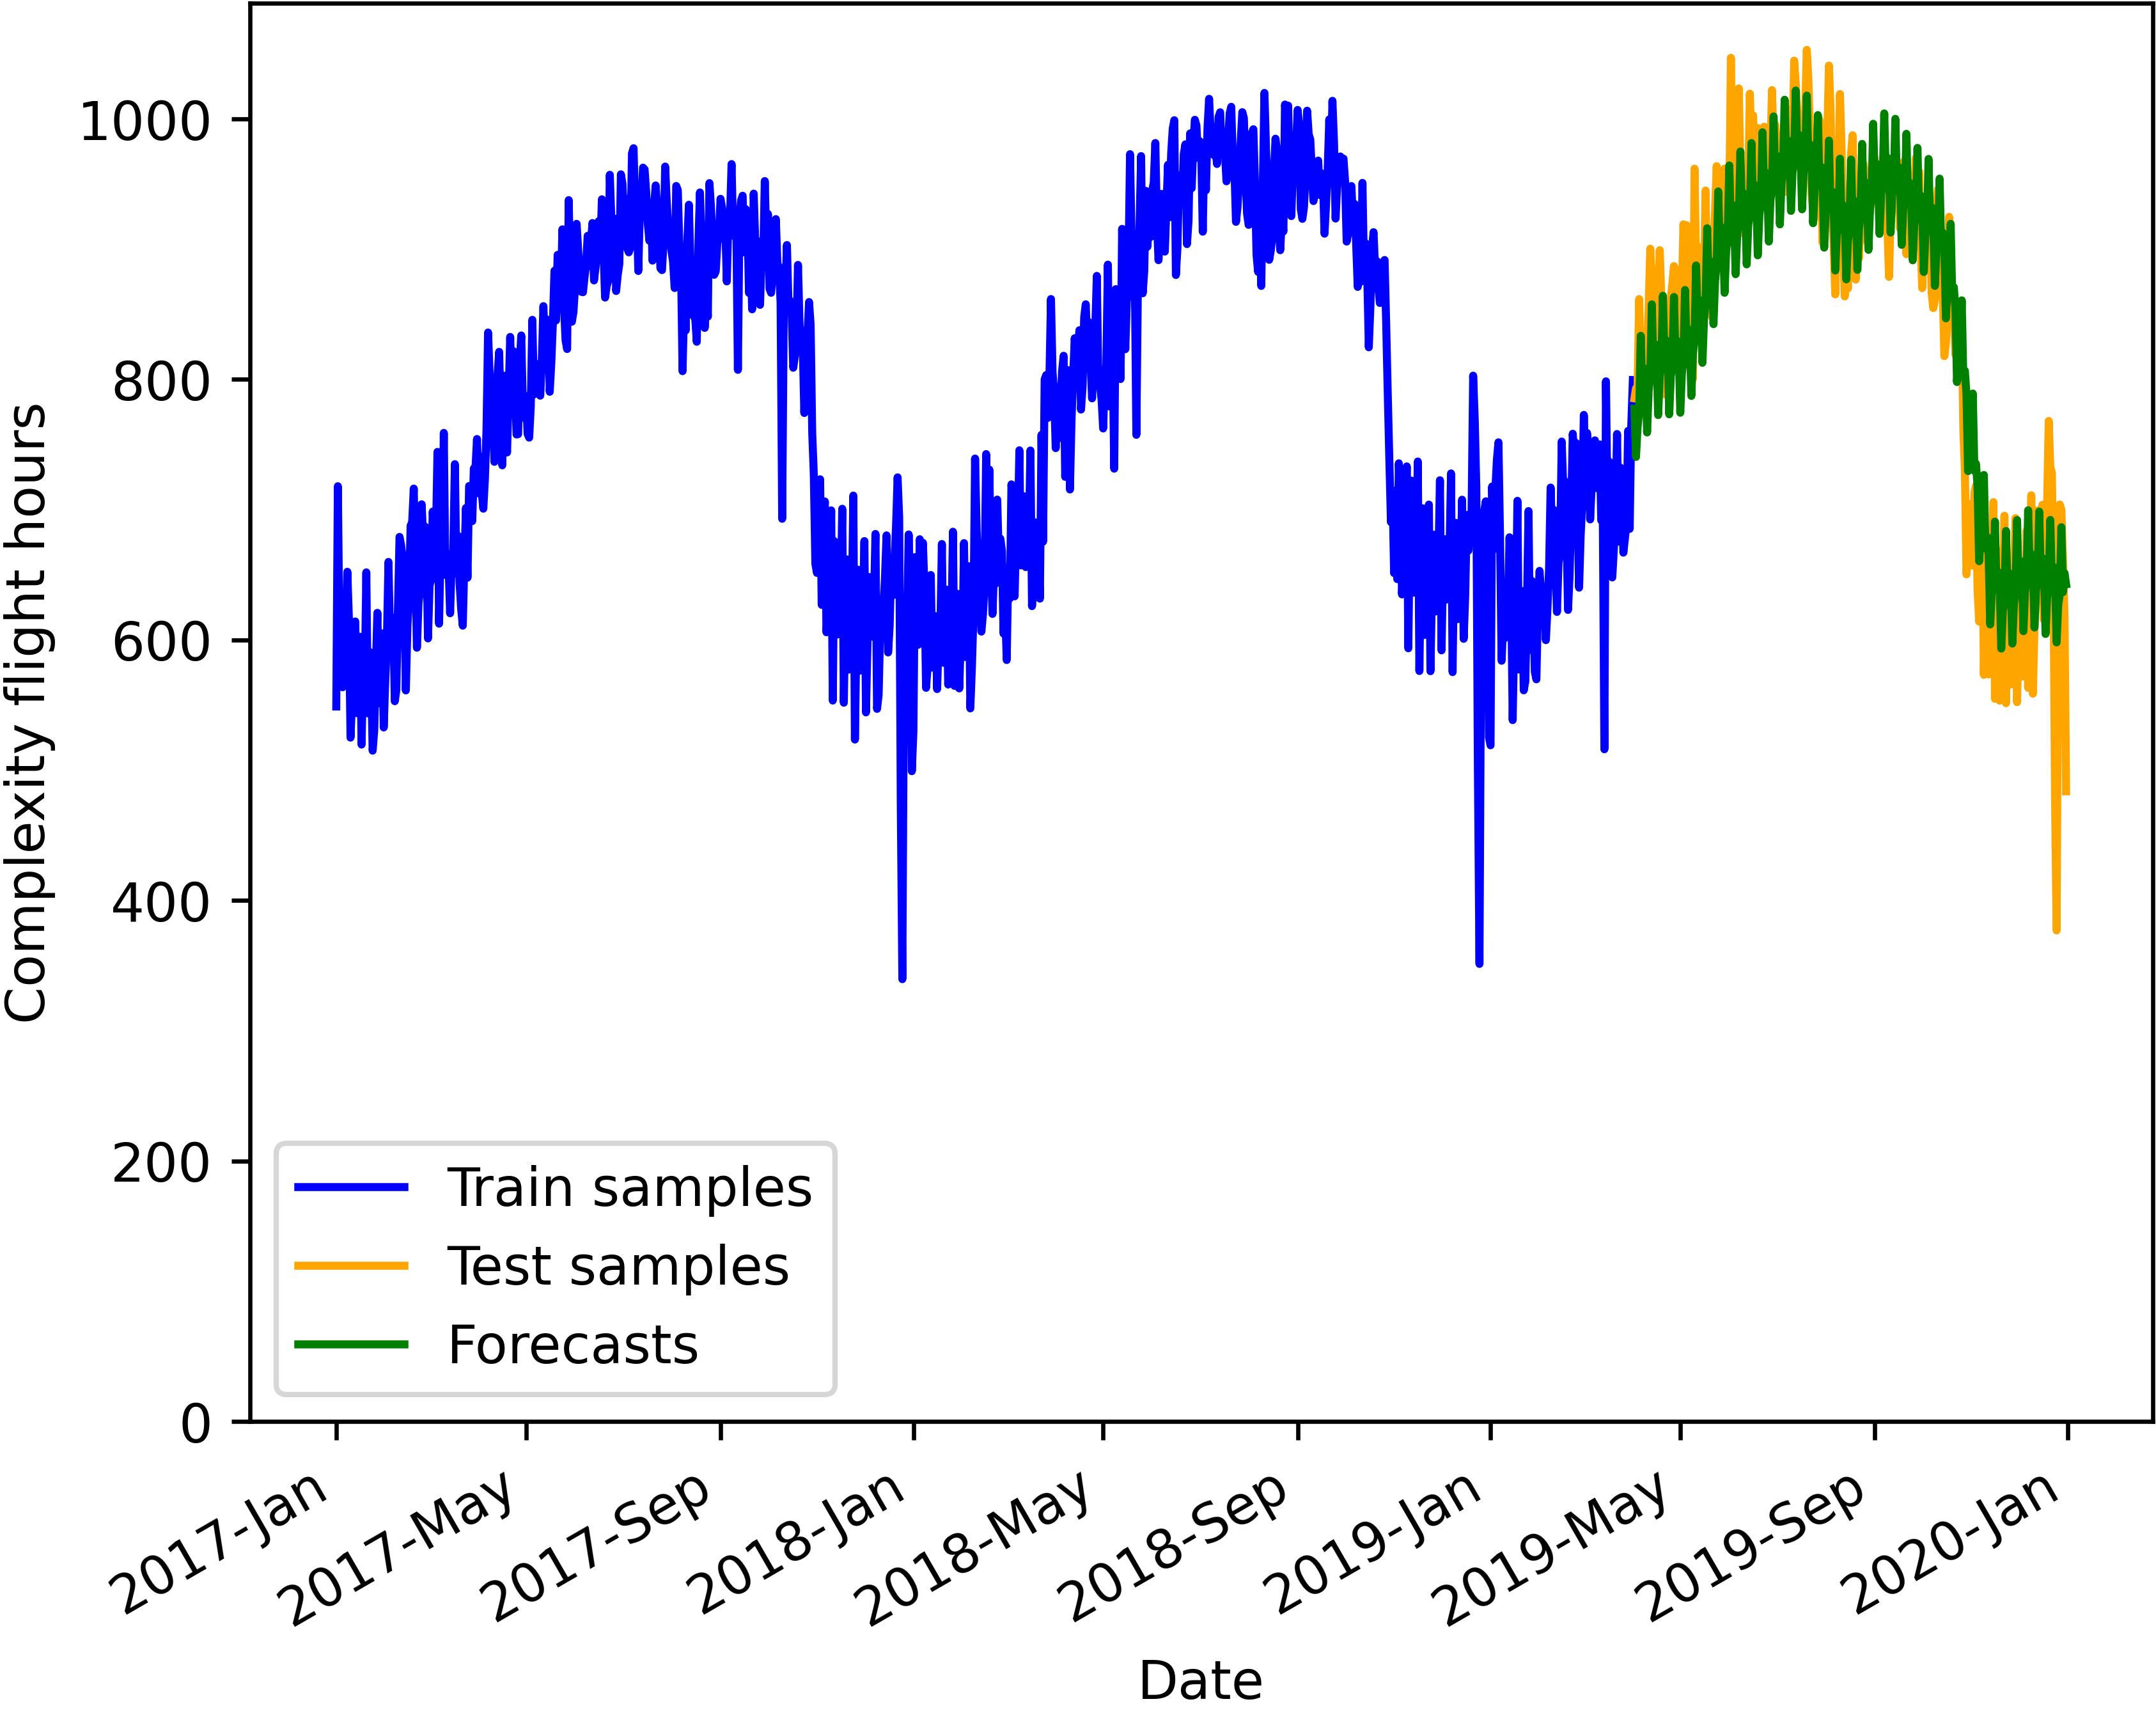 Complexity flight hours
1000
800
600
400
200
0
Train samples
Test samples
Forecasts
2017-Jan
2017-May
2017-Sep
2018-Jan
2018-May
2018-Sep
2019-Jan
2019-May
2019-Sep
2020-Jan
Date